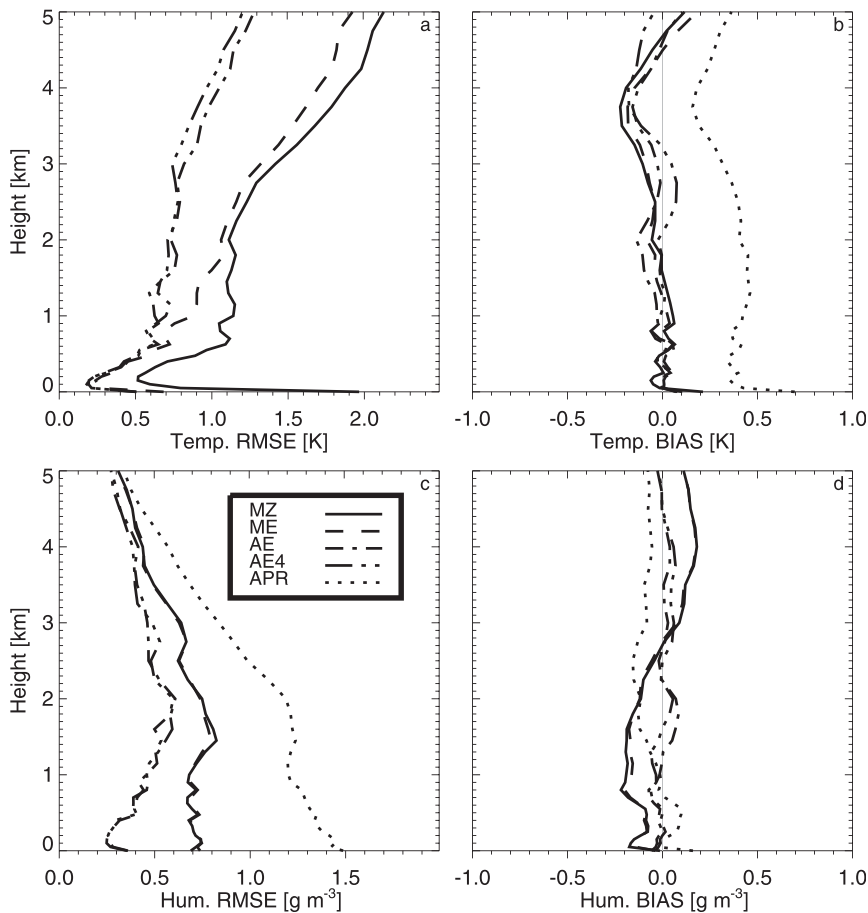 a
5
4
3
2
1
0
Height [km]
0.0 0.5 1.0 1.5 2.0
Temp. RMSE [K]
b
-1.0 -0.5 0.0 0.5 1.0
Temp. BIAS [K]
c
5
4
3
2
1
0
Height [km]
MZ
ME
AE
AE4
APR
0.0 0.5 1.0 1.5
Hum. RMSE [g m-3]
d
-1.0 -0.5 0.0 0.5 1.0
Hum. BIAS [g m-3]